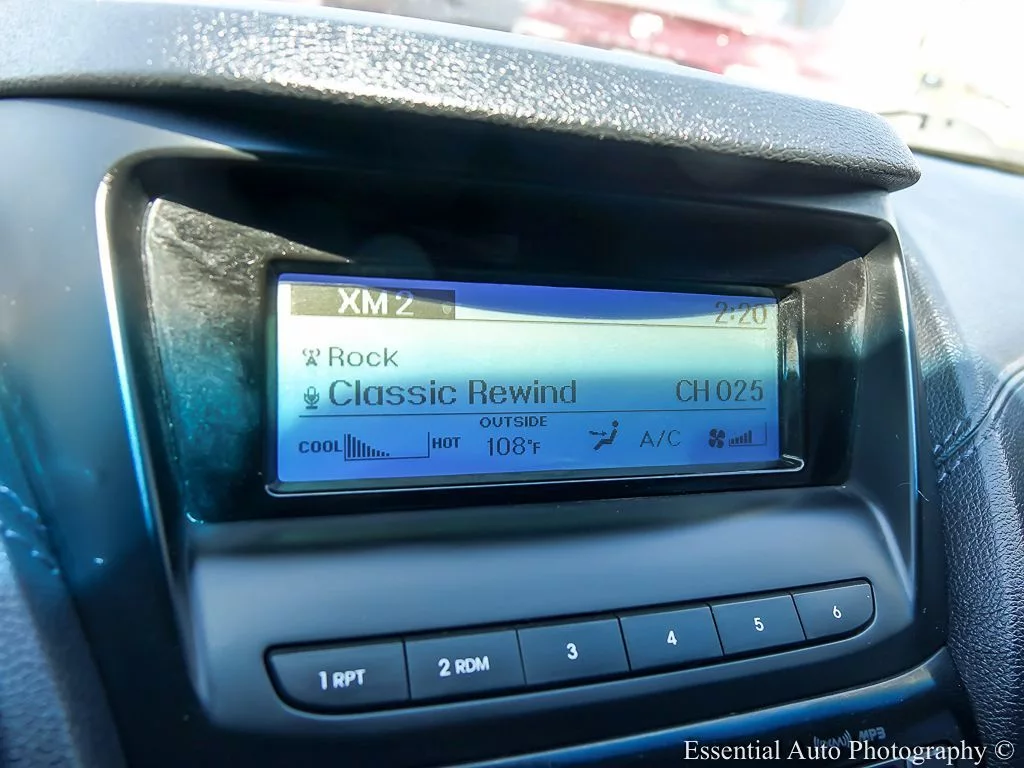 XM 2
2:20
Rock
Classic Rewind CH 025
OUTSIDE
COOL HOT 108°F A/C
1 RPT 2 RDM 3 4 5 6
MP3
Essential Auto Photography ©